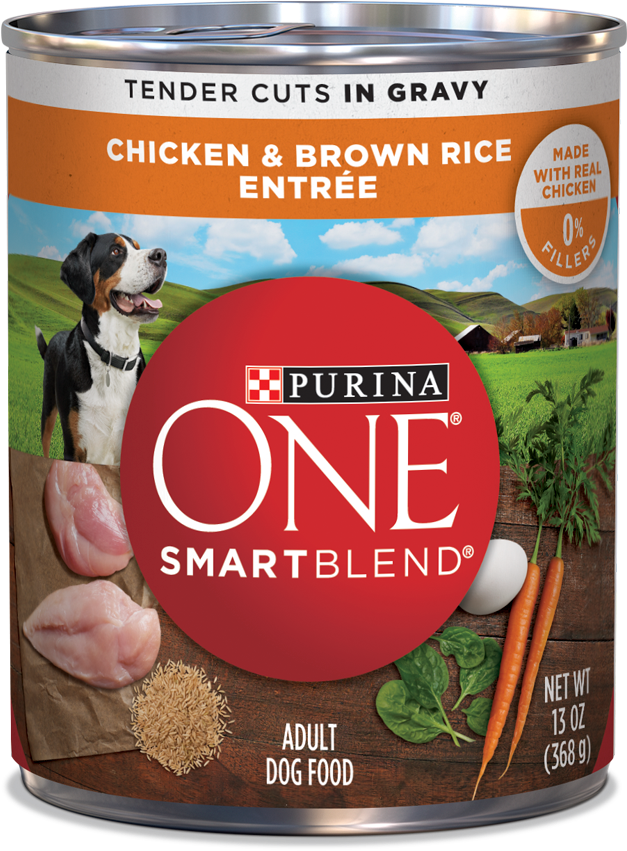 TENDER CUTS IN GRAVY
CHICKEN & BROWN RICE
ENTRÉE
MADE
WITH REAL
CHICKEN
0%
FILLERS
PURINA
ONE®
SMARTBLEND®
ADULT
DOG FOOD
NET WT
13 OZ
(368 g)